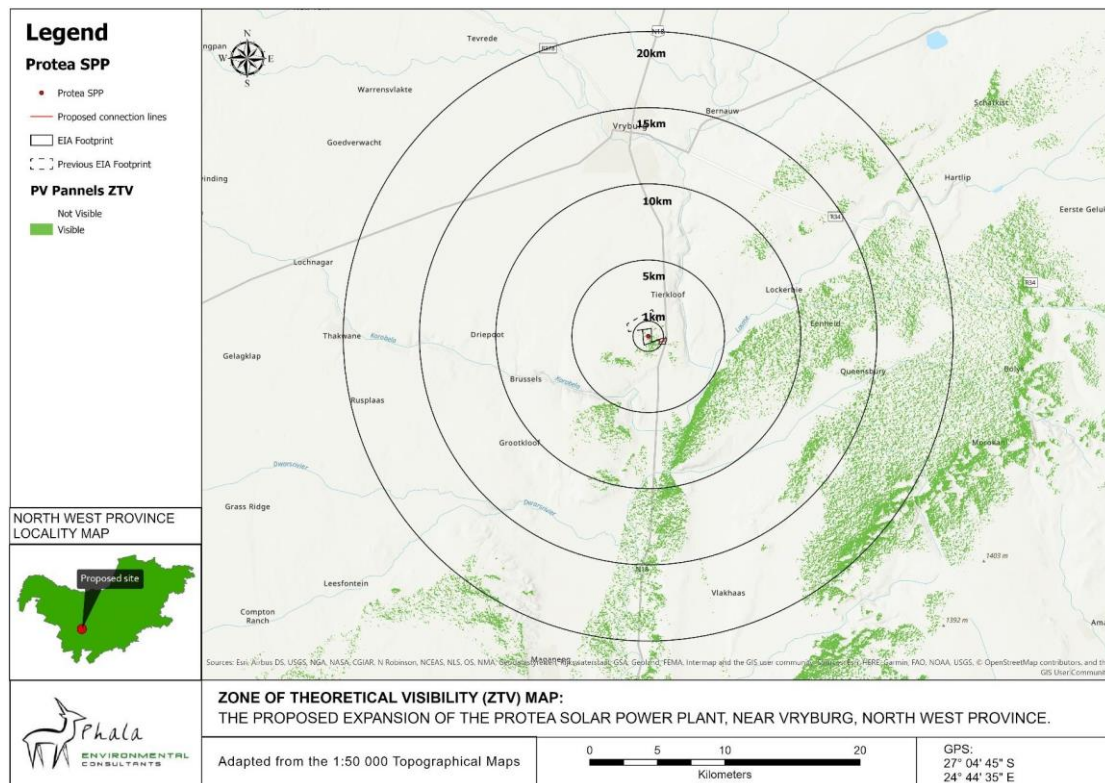 Legend
Protea SPP
Protea SPP
Proposed connection lines
EIA Footprint
Previous EIA Footprint
PV Pannels ZTV
Not Visible
Visible
N
W
E
S
Tevrede
R378
N18
20km
Warrensvlakte
Bernauw
Schatkist
15km
Vryburg
Goedverwacht
Hartlip
10km
R34
Eerste Geluk
Lochnagar
5km
R34
Tierkloof
Lockerbie
1km
Thakwane
Korobela
Driepoot
Eenheid
Gelagklap
Queensbury
Brussels
Korobela
Rusplaas
Grootkloof
Grass Ridge
1403 m
N18
Leesfontein
Vlakhaas
Compton
Ranch
1392 m
NORTH WEST PROVINCE
LOCALITY MAP
Proposed site
Phala
ENVIRONMENTAL
CONSULTANTS
ZONE OF THEORETICAL VISIBILITY (ZTV) MAP:
THE PROPOSED EXPANSION OF THE PROTEA SOLAR POWER PLANT, NEAR VRYBURG, NORTH WEST PROVINCE.
Adapted from the 1:50 000 Topographical Maps
0 5 10 20
Kilometers
GPS:
27° 04' 45" S
24° 44' 35" E